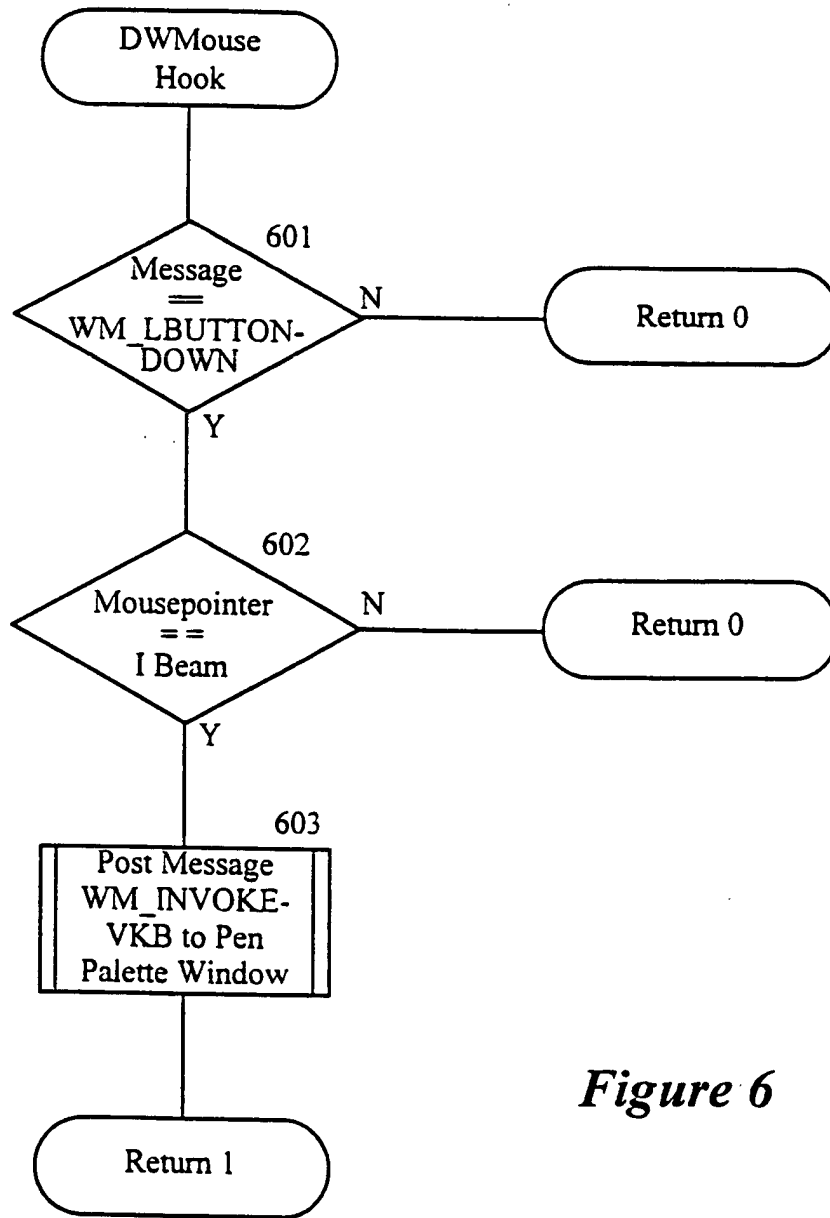 DWMouse
Hook
601
Message
==
WM_LBUTTON-
DOWN
N
Return 0
Y
602
Mousepointer
= =
I Beam
N
Return 0
Y
603
Post Message
WM_INVOKE-
VKB to Pen
Palette Window
Return 1
Figure 6